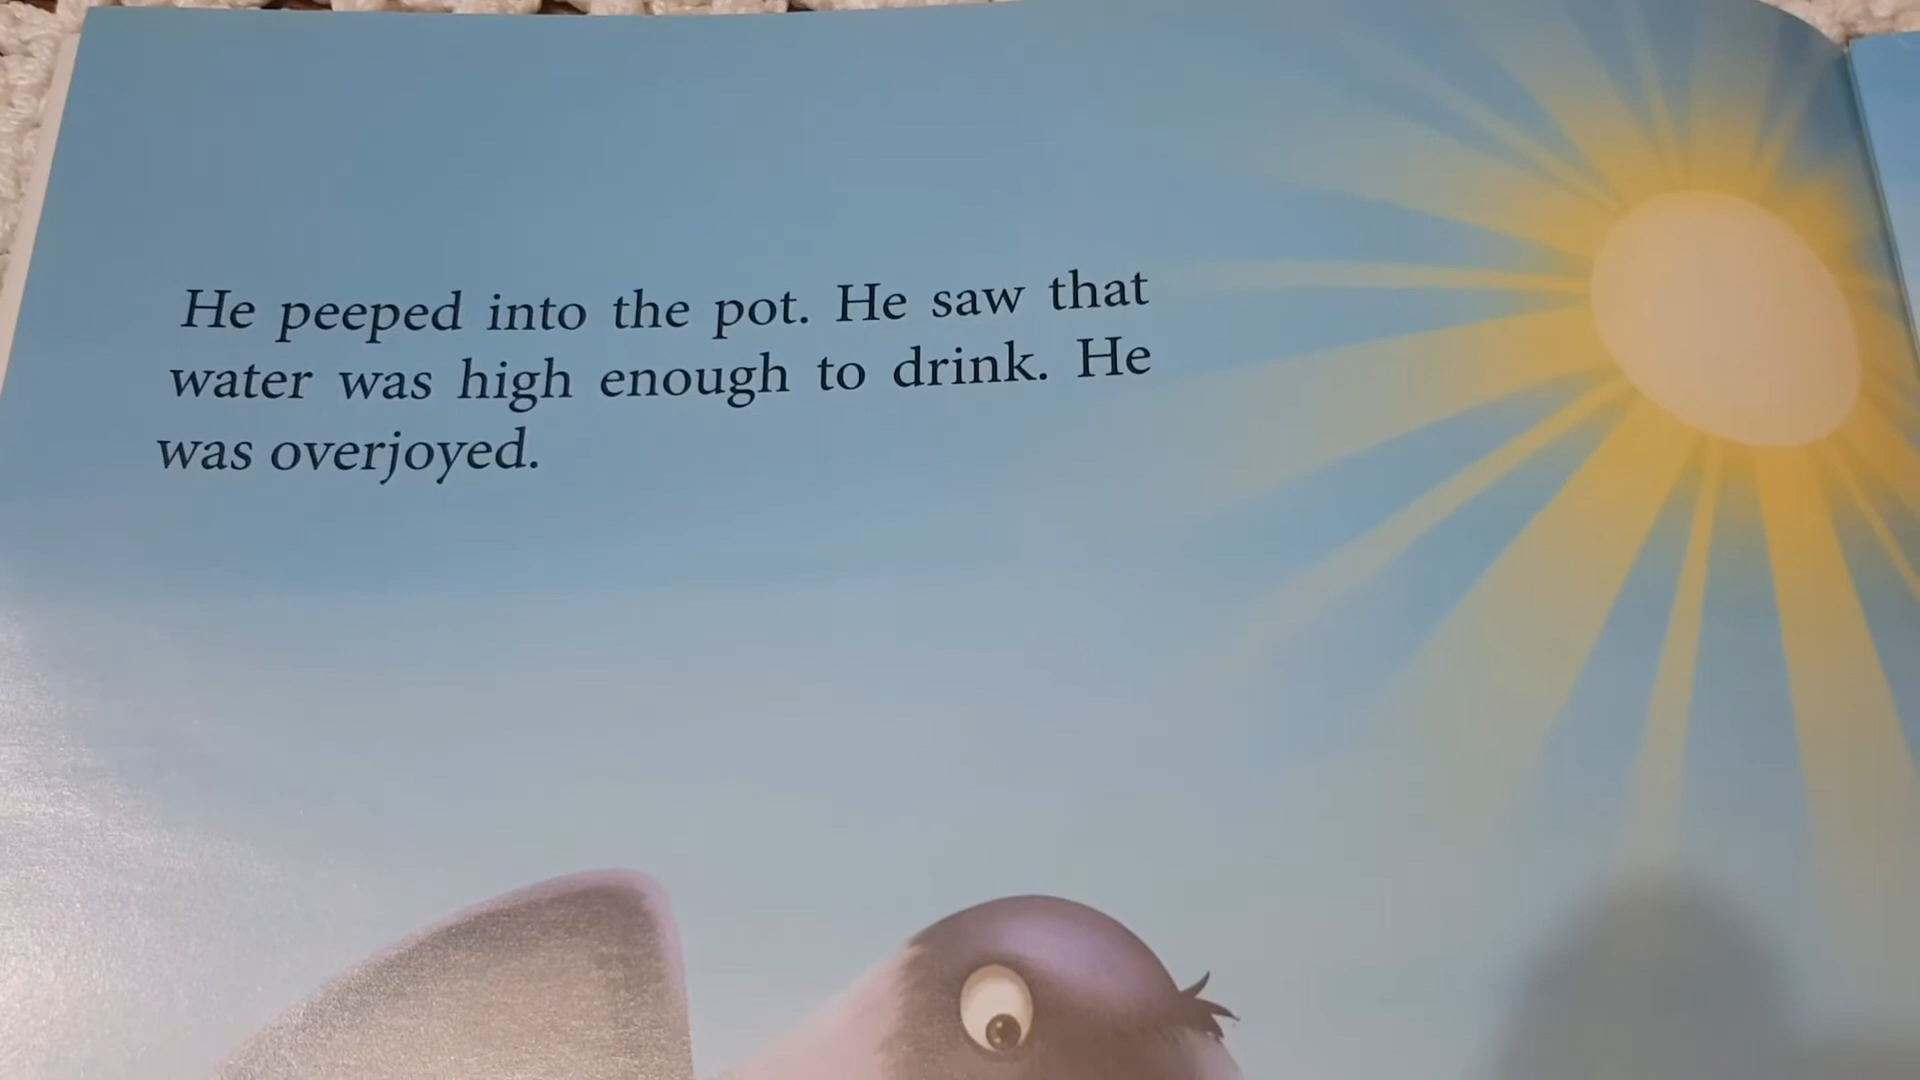 He peeped into the pot. He saw that
water was high enough to drink. He
was overjoyed.